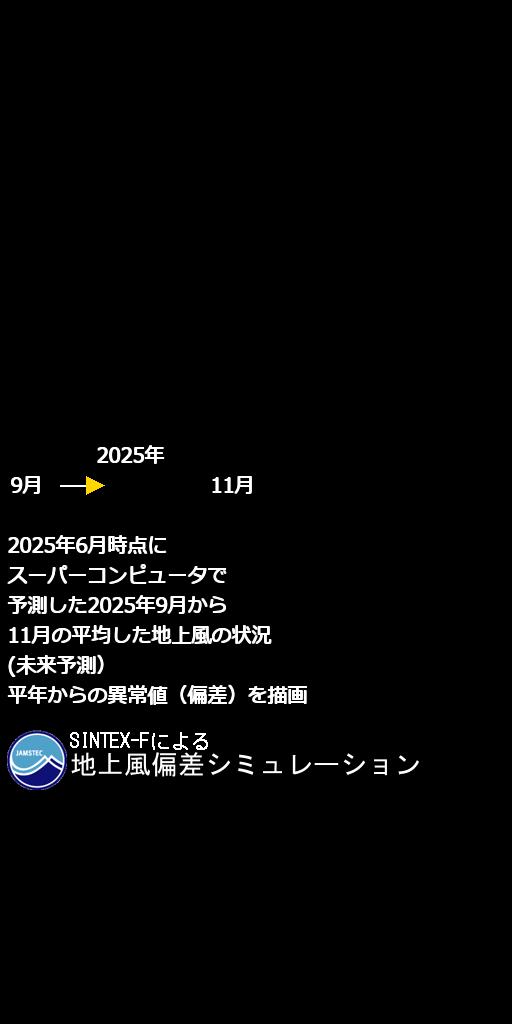 2025年
9月 11月
2025年6月時点に
スーパーコンピュータで
予測した2025年9月から
11月の平均した地上風の状況
(未来予測）
平年からの異常値（偏差）を描画
JAMSTEC
SINTEX-Fによる
地上風偏差シミュレーション